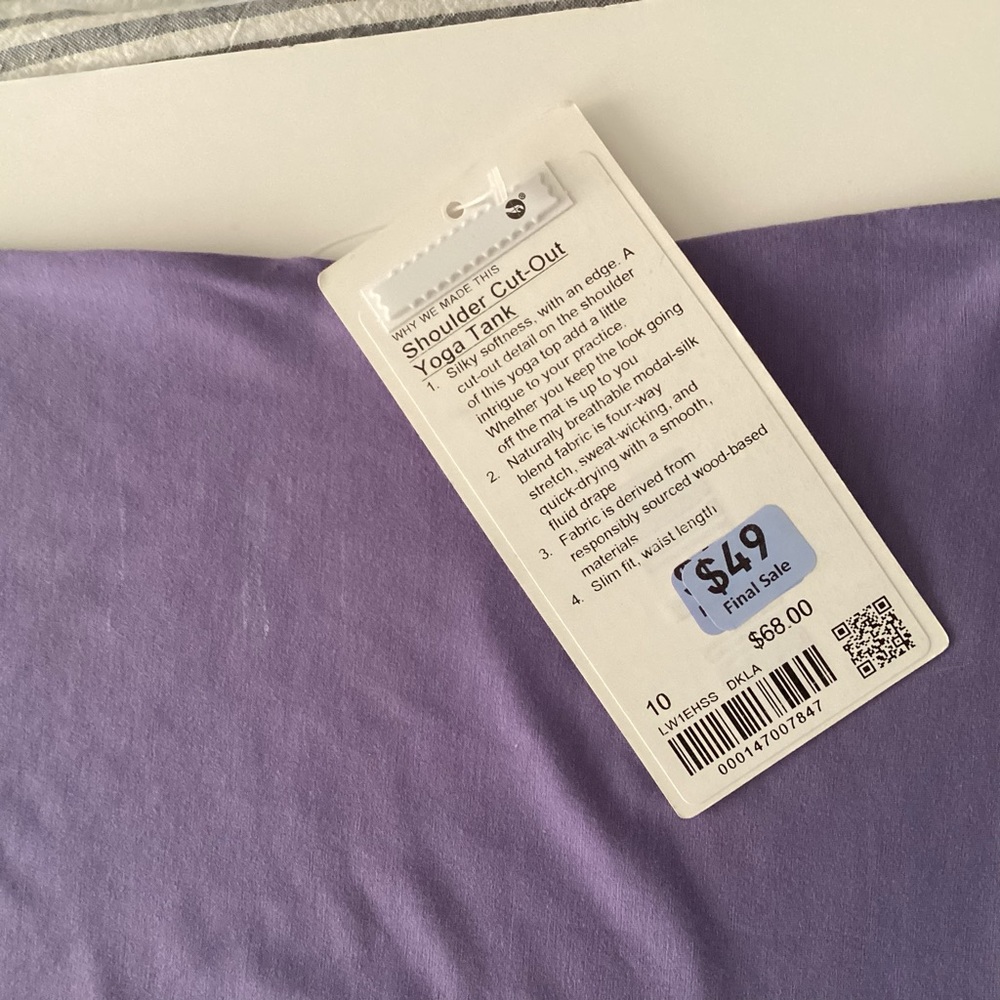 WHY WE MADE THIS
Shoulder Cut-Out
Yoga Tank
1. Silky softness, with an edge. A
cut-out detail on the shoulder
of this yoga top add a little
intrigue to your practice.
Whether you keep the look going
off the mat is up to you
2. Naturally breathable modal-silk
blend fabric is four-way
stretch, sweat-wicking, and
quick-drying with a smooth,
fluid drape
3. Fabric is derived from
responsibly sourced wood-based
materials
4. Slim fit, waist length
$49
Final Sale
$68.00
10
LW1EHSS DKLA
000147007847